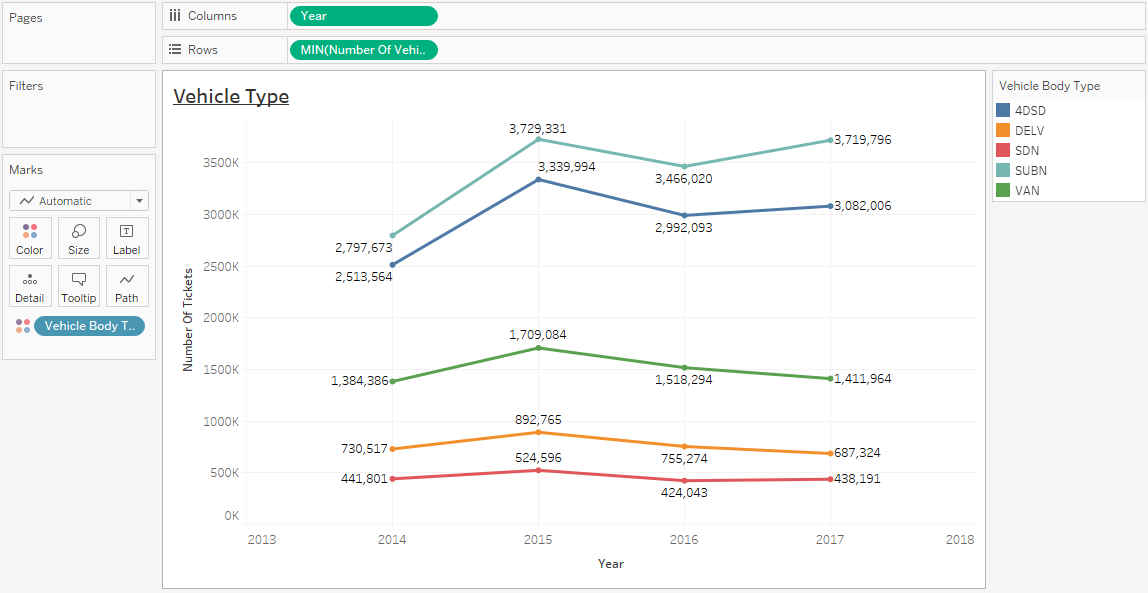 Pages
Columns
Year
Rows
MIN(Number Of Vehi..
Filters
Marks
Automatic
Color
Size
Label
Detail
Tooltip
Path
Vehicle Body T..
Vehicle Type
3,729,331
3,719,796
3500K
3,339,994
3,466,020
3000K
3,082,006
2,992,093
2,797,673
2500K
2,513,564
2000K
1,709,084
1500K
1,384,386
1,518,294
1,411,964
1000K
892,765
730,517
755,274
687,324
500K
524,596
441,801
424,043
438,191
0K
Number Of Tickets
2013
2014
2015
2016
2017
2018
Year
Vehicle Body Type
4DSD
DELV
SDN
SUBN
VAN